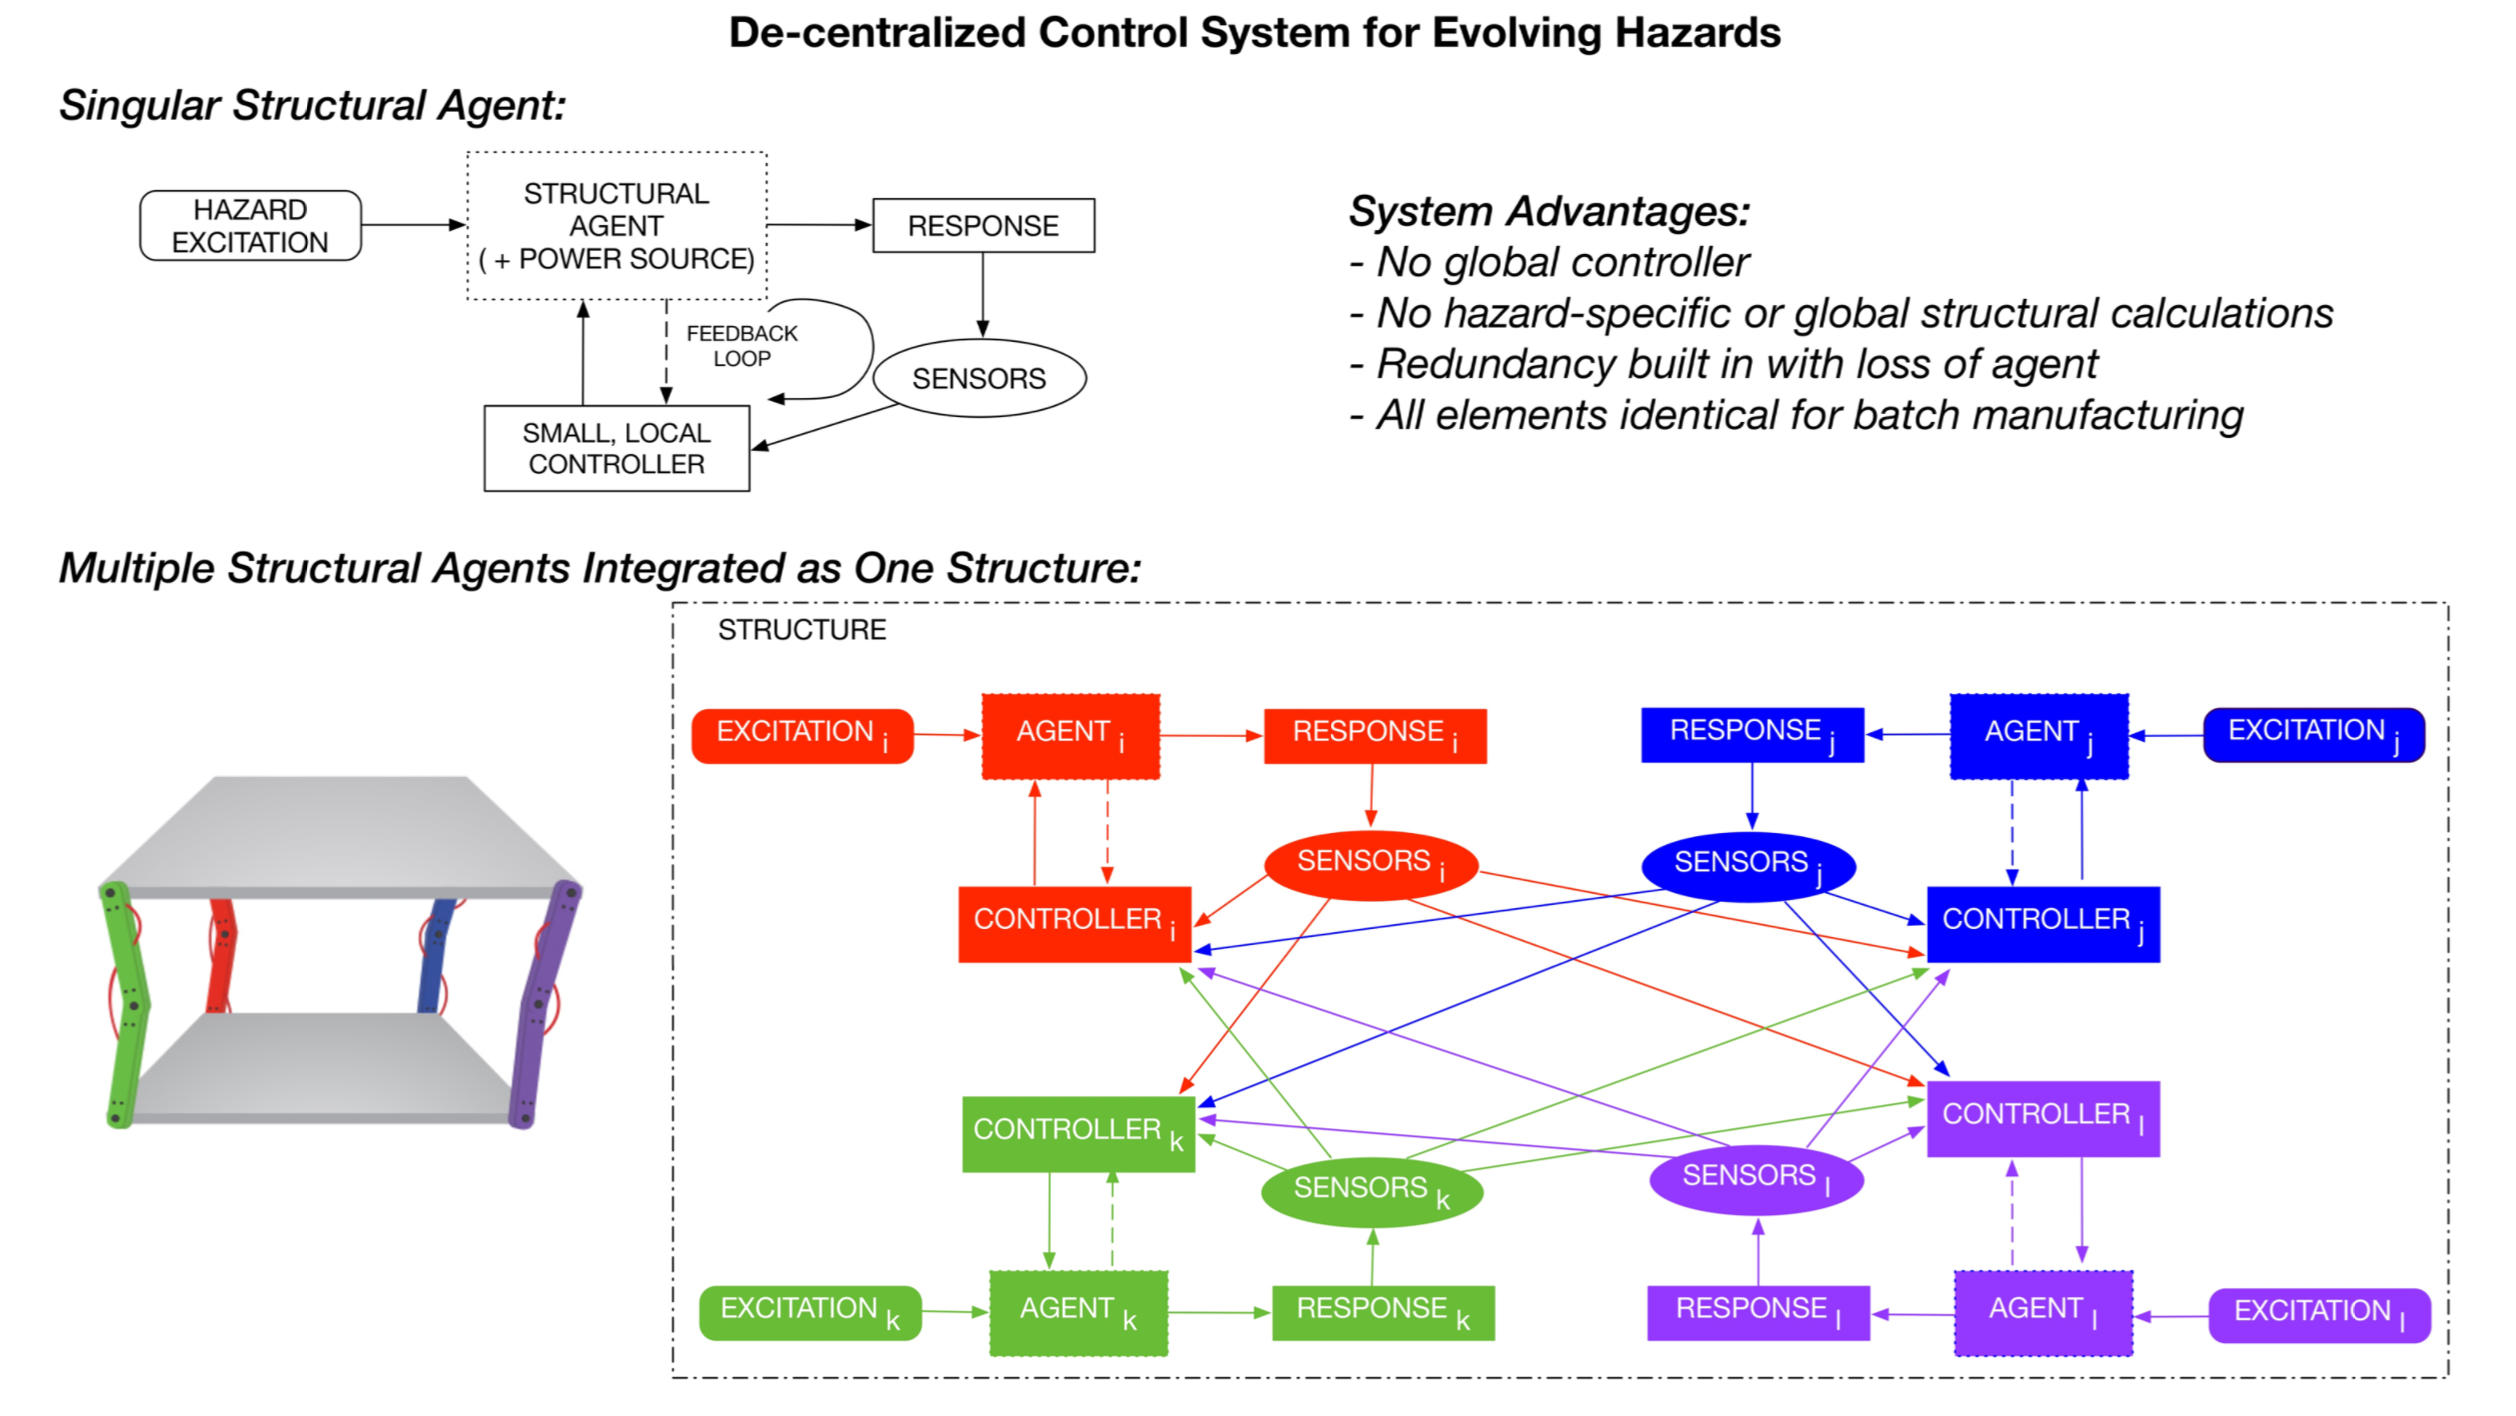 De-centralized Control System for Evolving Hazards
Singular Structural Agent:
HAZARD
EXCITATION
STRUCTURAL
AGENT
( + POWER SOURCE)
RESPONSE
FEEDBACK
LOOP
SENSORS
SMALL, LOCAL
CONTROLLER
System Advantages:
- No global controller
- No hazard-specific or global structural calculations
- Redundancy built in with loss of agent
- All elements identical for batch manufacturing
Multiple Structural Agents Integrated as One Structure:
STRUCTURE
EXCITATION i
AGENT i
RESPONSE i
RESPONSE j
AGENT j
EXCITATION j
SENSORS i
SENSORS j
CONTROLLER i
CONTROLLER j
CONTROLLER k
CONTROLLER l
SENSORS k
SENSORS l
EXCITATION k
AGENT k
RESPONSE k
RESPONSE l
AGENT l
EXCITATION l